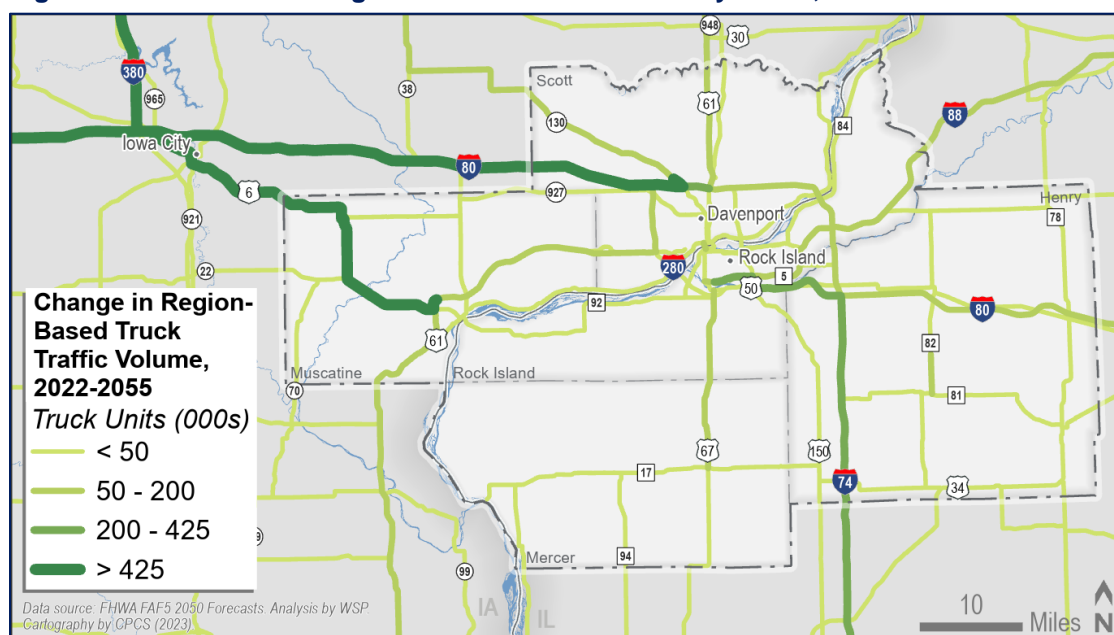 948
30
380
Scott
38
965
61
88
130
84
Iowa City
80
6
927
Henry
78
Davenport
921
Rock Island
280
5
22
50
92
80
Change in Region-
Based Truck
Traffic Volume,
2022-2055
Truck Units (000s)
< 50
50 - 200
200 - 425
> 425
61
82
Muscatine
Rock Island
70
81
67
150
17
74
34
Mercer
94
99
IA
IL
10
Miles
N
Data source: FHWA FAF5 2050 Forecasts. Analysis by WSP.
Cartography by CPCS (2023)